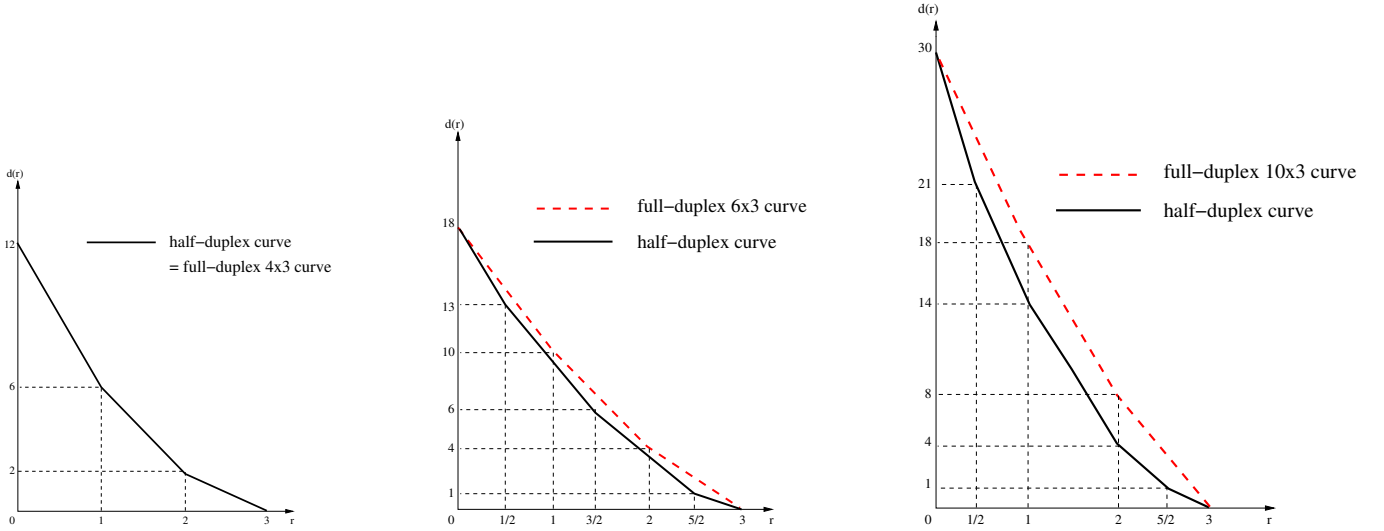 d(r)
12
6
2
0
1
2
3
r
half−duplex curve
= full−duplex 4x3 curve
d(r)
18
13
10
6
4
1
0
1/2
1
3/2
2
5/2
3
r
full−duplex 6x3 curve
half−duplex curve
d(r)
30
21
18
14
8
4
1
0
1/2
1
2
5/2
3
r
full−duplex 10x3 curve
half−duplex curve